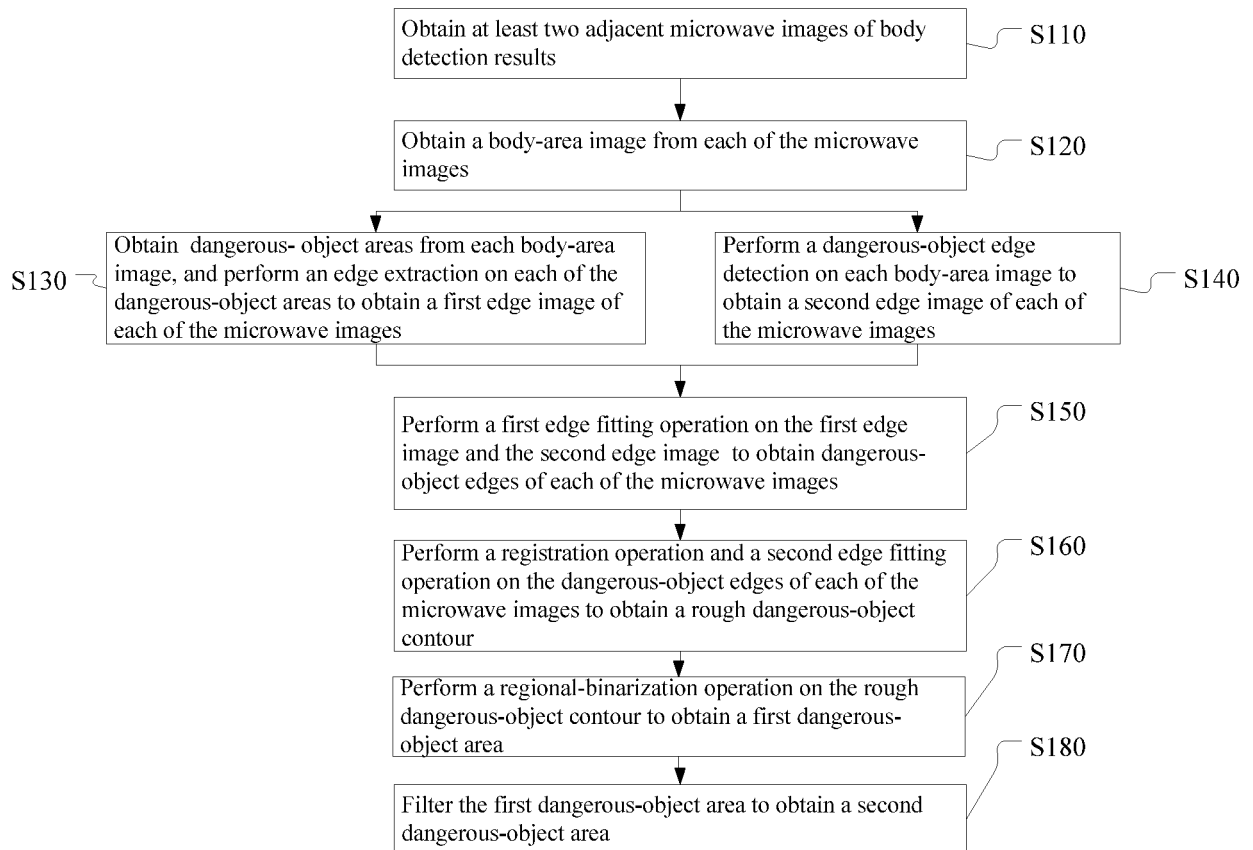 Obtain at least two adjacent microwave images of body
detection results
S110
Obtain a body-area image from each of the microwave
images
S120
Obtain dangerous- object areas from each body-area
image, and perform an edge extraction on each of the
dangerous-object areas to obtain a first edge image of
each of the microwave images
S130
Perform a dangerous-object edge
detection on each body-area image to
obtain a second edge image of each of
the microwave images
S140
Perform a first edge fitting operation on the first edge
image and the second edge image to obtain dangerous-
object edges of each of the microwave images
S150
Perform a registration operation and a second edge fitting
operation on the dangerous-object edges of each of the
microwave images to obtain a rough dangerous-object
contour
S160
Perform a regional-binarization operation on the rough
dangerous-object contour to obtain a first dangerous-
object area
S170
Filter the first dangerous-object area to obtain a second
dangerous-object area
S180